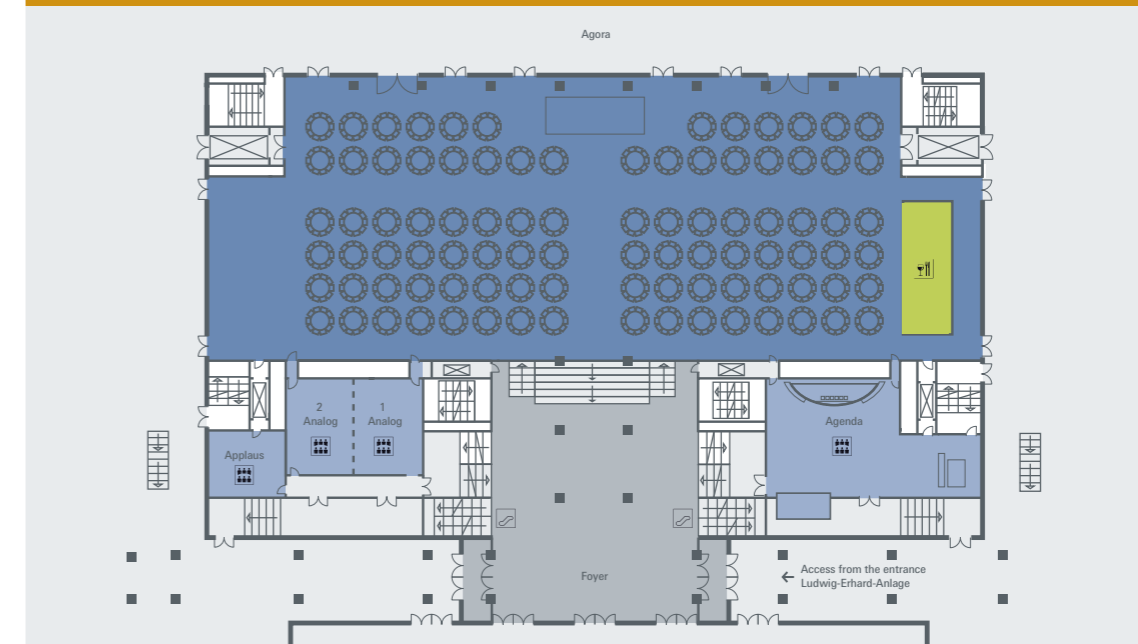 Agora
2
Analog
1
Analog
Agenda
Applaus
Foyer
Access from the entrance
Ludwig-Erhard-Anlage